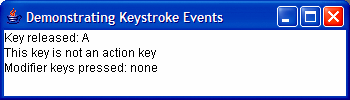 Demonstrating Keystroke Events
Key released: A
This key is not an action key
Modifier keys pressed: none